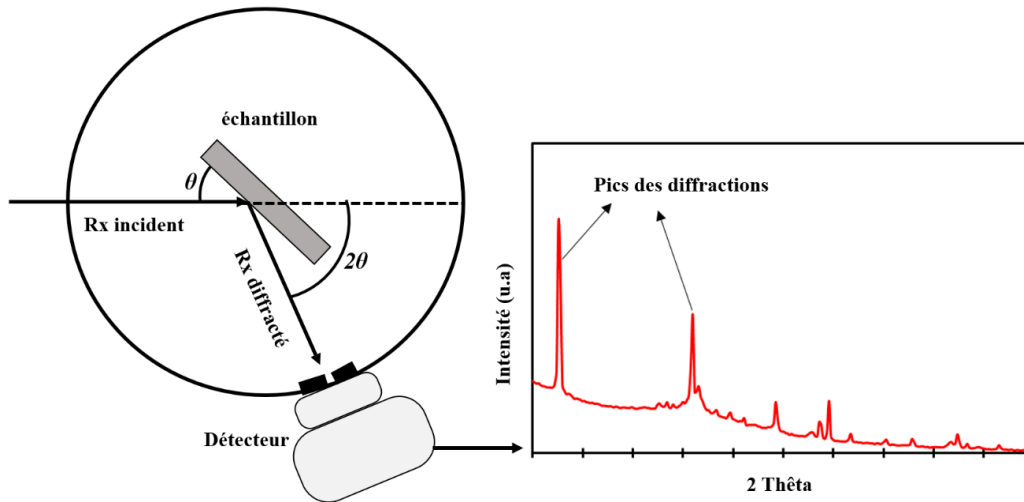 échantillon
θ
Rx incident
2θ
Rx diffracté
Détecteur
Pics des diffractions
Intensité (u.a)
2 Thêta